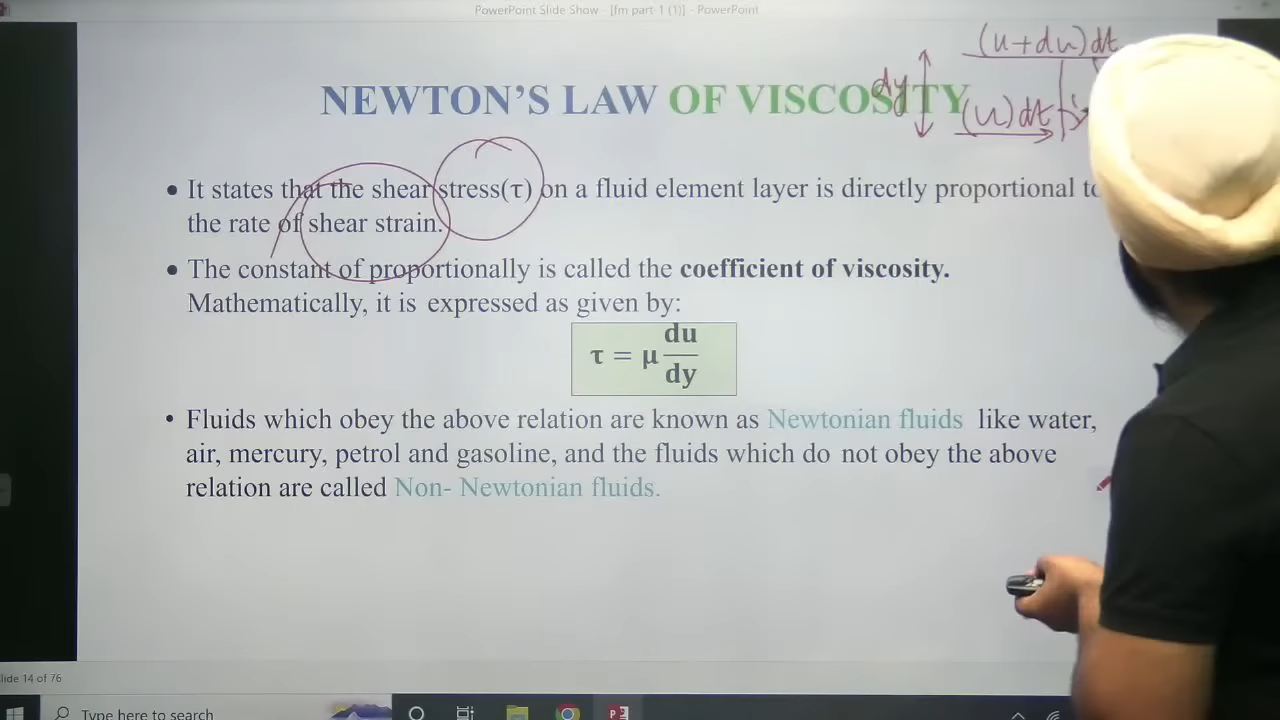 PowerPoint Slide Show - [fm part-1 (1)] - PowerPoint
(u+du)dt
dy
(u)dt
NEWTON'S LAW OF VISCOSITY
• It states that the shear stress(τ) on a fluid element layer is directly proportional
the rate of shear strain.
• The constant of proportionally is called the coefficient of viscosity.
Mathematically, it is expressed as given by:
τ = μ du/dy
• Fluids which obey the above relation are known as Newtonian fluids like water,
air, mercury, petrol and gasoline, and the fluids which do not obey the above
relation are called Non- Newtonian fluids.
lide 14 of 76
Type here to search